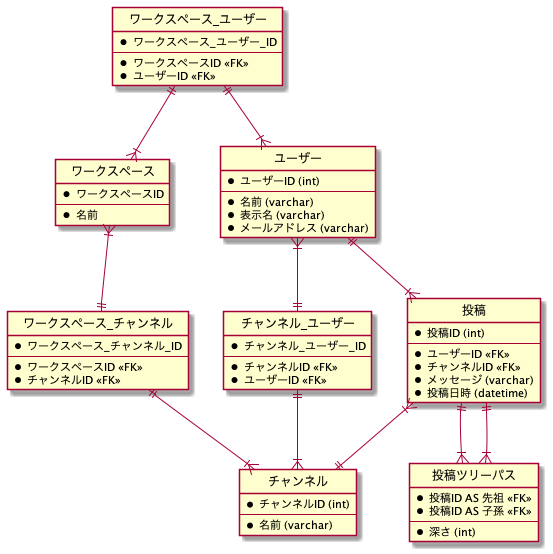 ワークスペース_ユーザー
ワークスペース_ユーザー_ID
ワークスペースID «FK»
ユーザーID «FK»
ワークスペース
ワークスペースID
名前
ユーザー
ユーザーID (int)
名前 (varchar)
表示名 (varchar)
メールアドレス (varchar)
ワークスペース_チャンネル
ワークスペース_チャンネル_ID
ワークスペースID «FK»
チャンネルID «FK»
チャンネル_ユーザー
チャンネル_ユーザー_ID
チャンネルID «FK»
ユーザーID «FK»
投稿
投稿ID (int)
ユーザーID «FK»
チャンネルID «FK»
メッセージ (varchar)
投稿日時 (datetime)
チャンネル
チャンネルID (int)
名前 (varchar)
投稿ツリーパス
投稿ID AS 先祖 «FK»
投稿ID AS 子孫 «FK»
深さ (int)